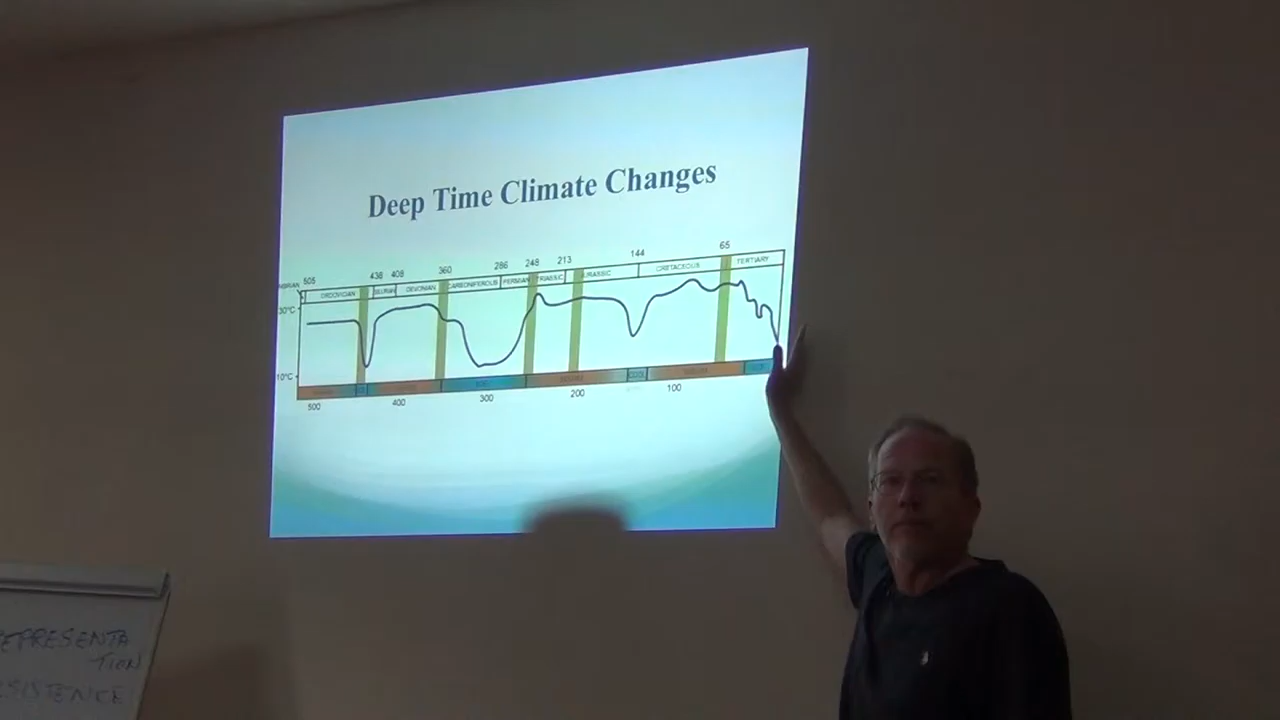 Deep Time Climate Changes
505 438 408 360 286 248 213 144 65
ORDOVICIAN SILURIAN DEVONIAN CARBONIFEROUS PERMIAN TRIASSIC JURASSIC CRETACEOUS TERTIARY
30°C
10°C
500 400 300 200 100
EPRESENTA
TION
SISTENCE